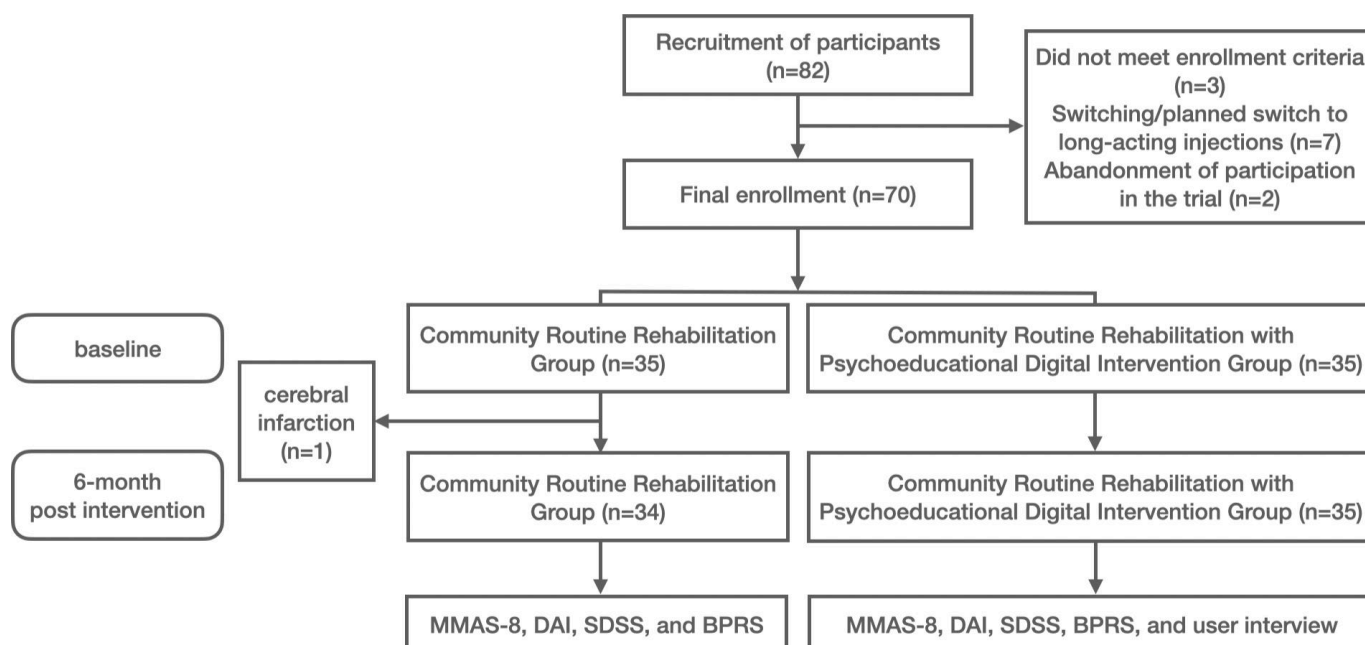 Recruitment of participants
(n=82)
Did not meet enrollment criteria
(n=3)
Switching/planned switch to
long-acting injections (n=7)
Abandonment of participation
in the trial (n=2)
Final enrollment (n=70)
baseline
Community Routine Rehabilitation
Group (n=35)
Community Routine Rehabilitation with
Psychoeducational Digital Intervention Group (n=35)
cerebral
infarction
(n=1)
6-month
post intervention
Community Routine Rehabilitation
Group (n=34)
Community Routine Rehabilitation with
Psychoeducational Digital Intervention Group (n=35)
MMAS-8, DAI, SDSS, and BPRS
MMAS-8, DAI, SDSS, BPRS, and user interview